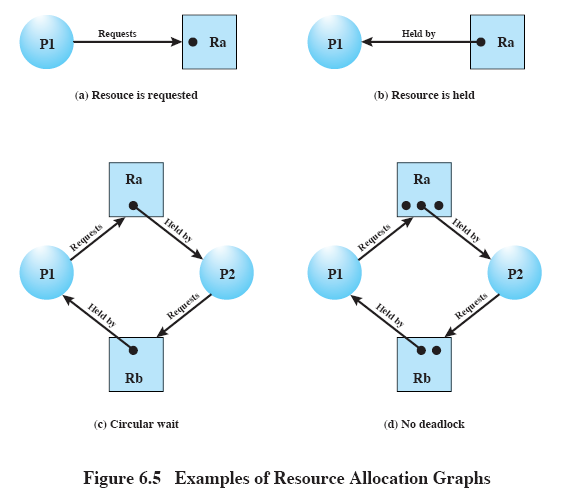 P1 Requests Ra
(a) Resouce is requested
P1 Held by Ra
(b) Resource is held
Ra
Requests Held by
P1 P2
Held by Requests
Rb
(c) Circular wait
Ra
Requests Held by
P1 P2
Held by Requests
Rb
(d) No deadlock
Figure 6.5 Examples of Resource Allocation Graphs